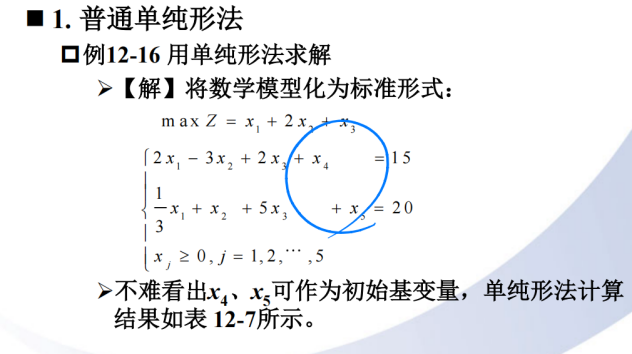 ■ 1. 普通单纯形法
❑例12-16 用单纯形法求解
➢【解】将数学模型化为标准形式：
max Z = x₁ + 2x₂ + x₃
2x₁ − 3x₂ + 2x₃ + x₄ = 15
1/3 x₁ + x₂ + 5x₃ + x₅ = 20
xⱼ ≥ 0, j = 1,2,⋯,5
➢不难看出x₄、x₅可作为初始基变量，单纯形法计算
结果如表 12-7所示。